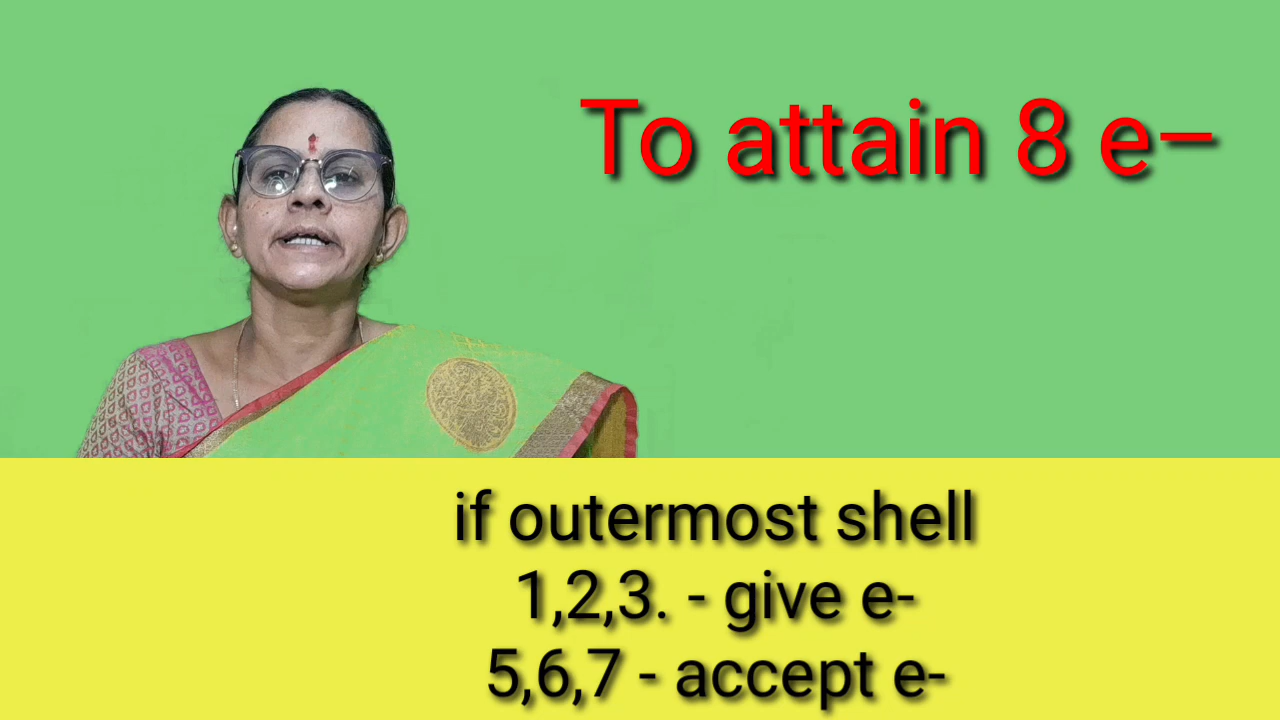 To attain 8 e–
if outermost shell
1,2,3. - give e-
5,6,7 - accept e-